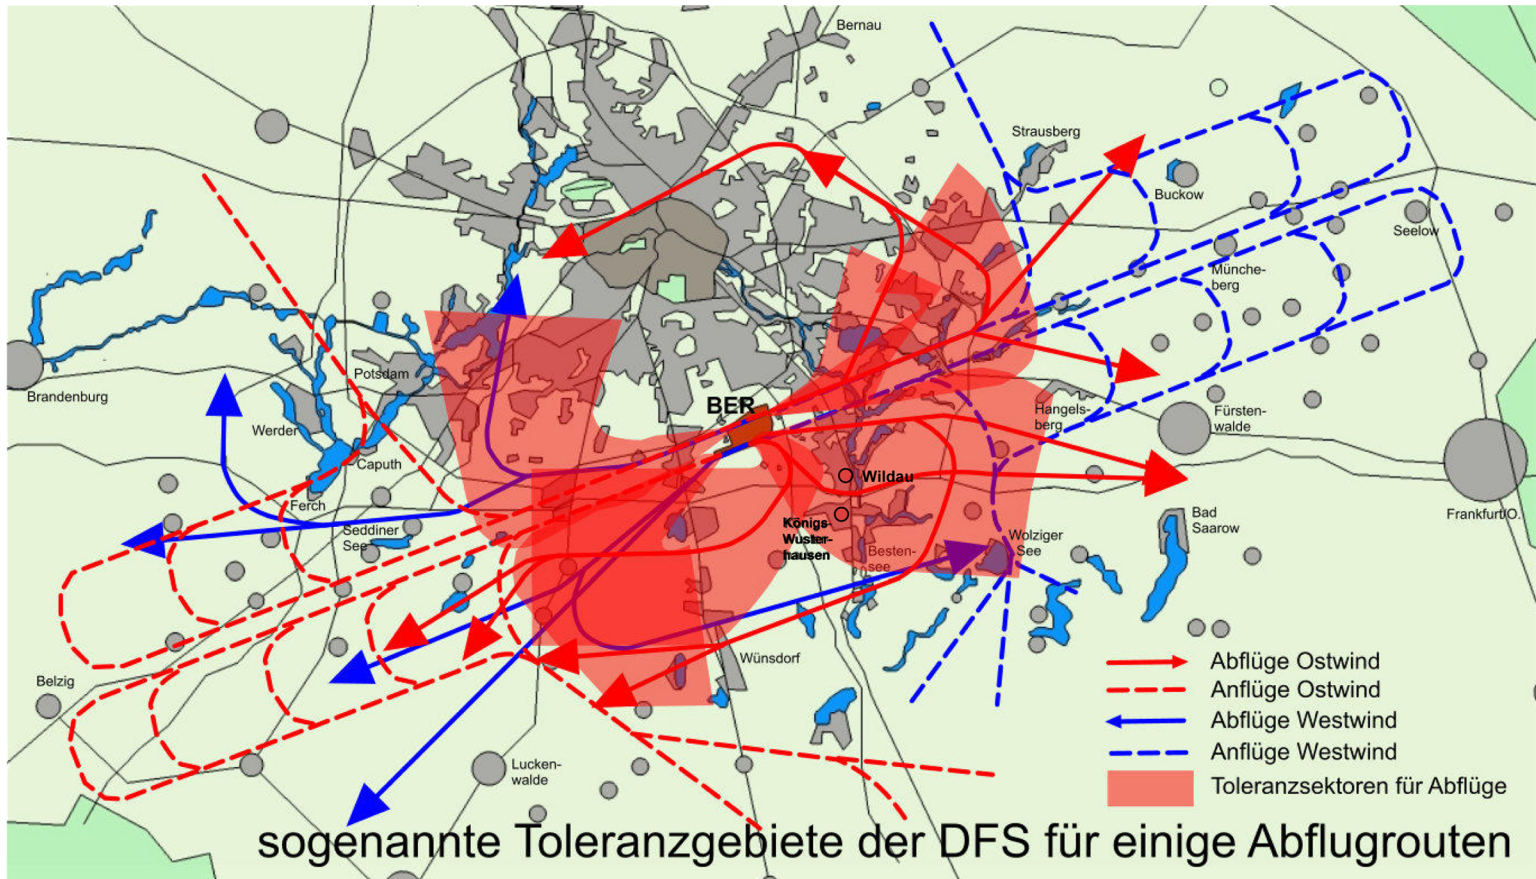 Bernau
Strausberg
Buckow
Seelow
Münche-
berg
Brandenburg
Potsdam
Werder
Caputh
Ferch
Seddiner
See
BER
Hangels-
berg
Fürsten-
walde
Wildau
Königs-
Wuster-
hausen
Besten-
see
Wolziger
See
Bad
Saarow
Frankfurt/O.
Wünsdorf
Belzig
Lucken-
walde
Abflüge Ostwind
Anflüge Ostwind
Abflüge Westwind
Anflüge Westwind
Toleranzsektoren für Abflüge
sogenannte Toleranzgebiete der DFS für einige Abflugrouten